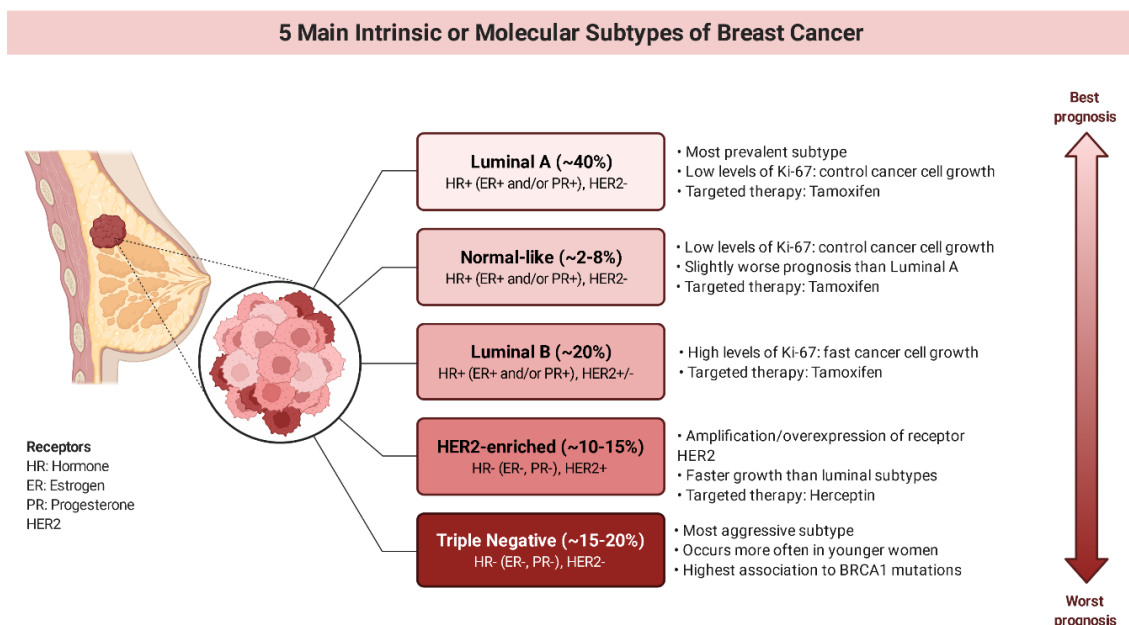 5 Main Intrinsic or Molecular Subtypes of Breast Cancer
Best
prognosis
Luminal A (~40%)
HR+ (ER+ and/or PR+), HER2-
• Most prevalent subtype
• Low levels of Ki-67: control cancer cell growth
• Targeted therapy: Tamoxifen
Normal-like (~2-8%)
HR+ (ER+ and/or PR+), HER2-
• Low levels of Ki-67: control cancer cell growth
• Slightly worse prognosis than Luminal A
• Targeted therapy: Tamoxifen
Luminal B (~20%)
HR+ (ER+ and/or PR+), HER2+/-
• High levels of Ki-67: fast cancer cell growth
• Targeted therapy: Tamoxifen
HER2-enriched (~10-15%)
HR- (ER-, PR-), HER2+
• Amplification/overexpression of receptor
HER2
• Faster growth than luminal subtypes
• Targeted therapy: Herceptin
Triple Negative (~15-20%)
HR- (ER-, PR-), HER2-
• Most aggressive subtype
• Occurs more often in younger women
• Highest association to BRCA1 mutations
Receptors
HR: Hormone
ER: Estrogen
PR: Progesterone
HER2
Worst
prognosis